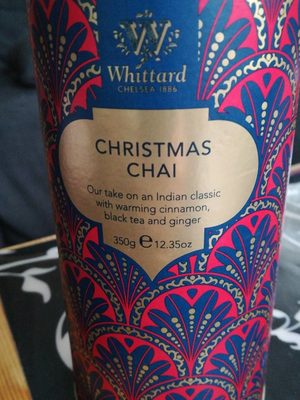 W
Whittard
CHELSEA 1886
CHRISTMAS
CHAI
Our take on an Indian classic
with warming cinnamon,
black tea and ginger
350g ℮ 12.35oz